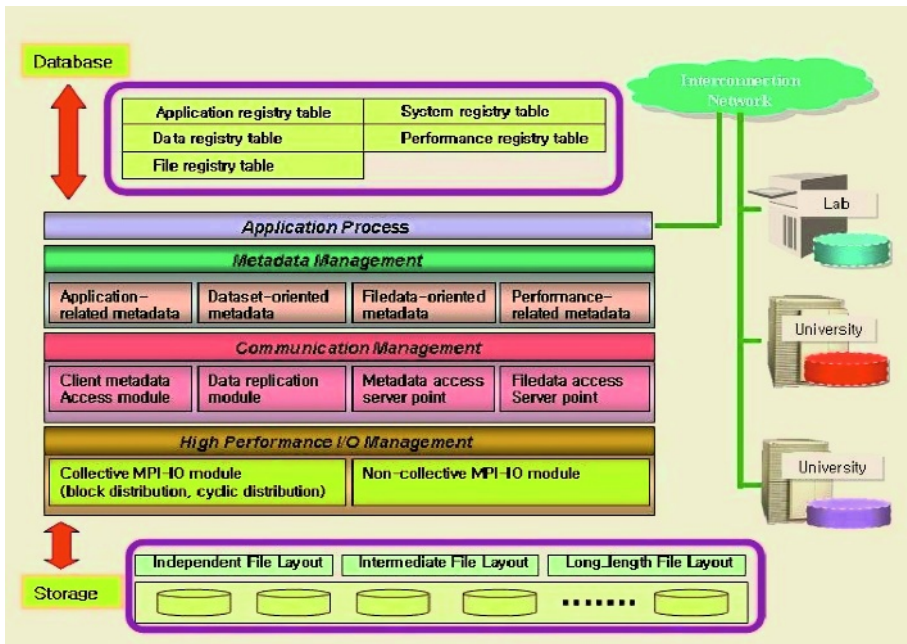 Database
Interconnection
Network
Application registry table
System registry table
Data registry table
Performance registry table
File registry table
Lab
Application Process
Metadata Management
Application-
related metadata
Dataset-oriented
metadata
Filedata-oriented
metadata
Performance-
related metadata
Communication Management
University
Client metadata
Access module
Data replication
module
Metadata access
server point
Filedata access
Server point
High Performance I/O Management
Collective MPI-IO module
(block distribution, cyclic distribution)
Non-collective MPI-IO module
University
Independent File Layout
Intermediate File Layout
Long_length File Layout
Storage